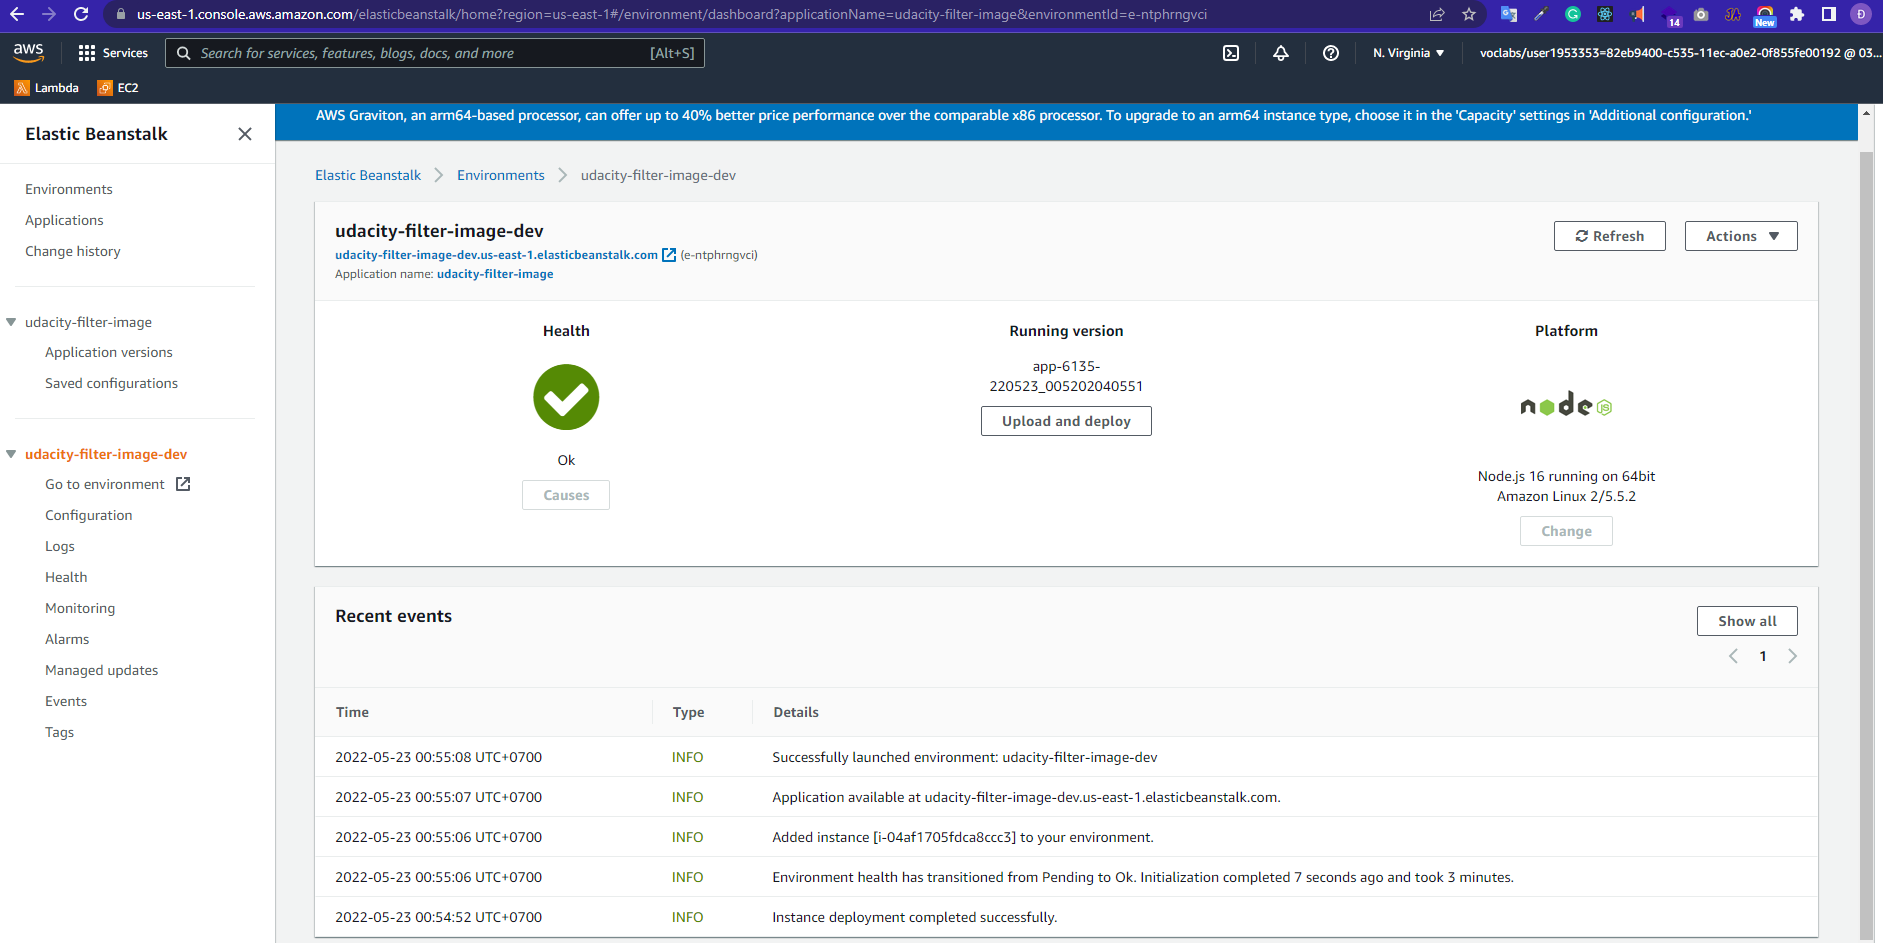 us-east-1.console.aws.amazon.com/elasticbeanstalk/home?region=us-east-1#/environment/dashboard?applicationName=udacity-filter-image&environmentId=e-ntphrngvci
14
JA
New
Đ
aws
Services
Search for services, features, blogs, docs, and more
[Alt+S]
N. Virginia
voclabs/user1953353=82eb9400-c535-11ec-a0e2-0f855fe00192 @ 03...
Lambda
EC2
Elastic Beanstalk
Environments
Applications
Change history
udacity-filter-image
Application versions
Saved configurations
udacity-filter-image-dev
Go to environment
Configuration
Logs
Health
Monitoring
Alarms
Managed updates
Events
Tags
AWS Graviton, an arm64-based processor, can offer up to 40% better price performance over the comparable x86 processor. To upgrade to an arm64 instance type, choose it in the 'Capacity' settings in 'Additional configuration.'
Elastic Beanstalk
Environments
udacity-filter-image-dev
udacity-filter-image-dev
udacity-filter-image-dev.us-east-1.elasticbeanstalk.com (e-ntphrngvci)
Application name: udacity-filter-image
Refresh
Actions
Health
Ok
Causes
Running version
app-6135-
220523_005202040551
Upload and deploy
Platform
node JS
Node.js 16 running on 64bit
Amazon Linux 2/5.5.2
Change
Recent events
Show all
1
Time Type Details
2022-05-23 00:55:08 UTC+0700 INFO Successfully launched environment: udacity-filter-image-dev
2022-05-23 00:55:07 UTC+0700 INFO Application available at udacity-filter-image-dev.us-east-1.elasticbeanstalk.com.
2022-05-23 00:55:06 UTC+0700 INFO Added instance [i-04af1705fdca8ccc3] to your environment.
2022-05-23 00:55:06 UTC+0700 INFO Environment health has transitioned from Pending to Ok. Initialization completed 7 seconds ago and took 3 minutes.
2022-05-23 00:54:52 UTC+0700 INFO Instance deployment completed successfully.